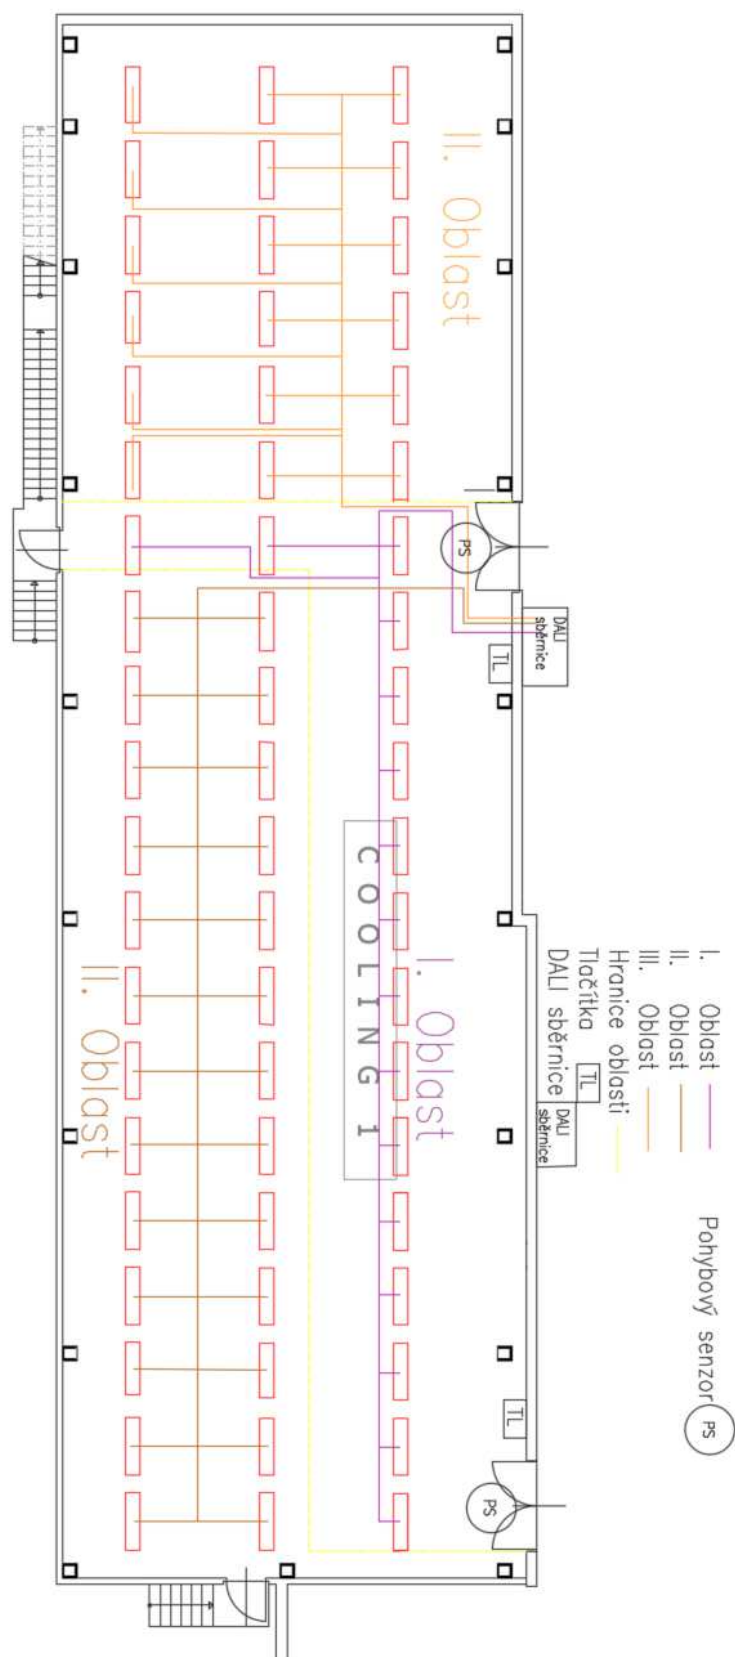 III. Oblast
PS
DALI
sběrnice
TL
COOLING 1
I. Oblast
II. Oblast
TL
PS
I. Oblast
II. Oblast
III. Oblast
Hranice oblasti
Tlačítka TL
DALI sběrnice DALI
sběrnice
Pohybový senzor PS